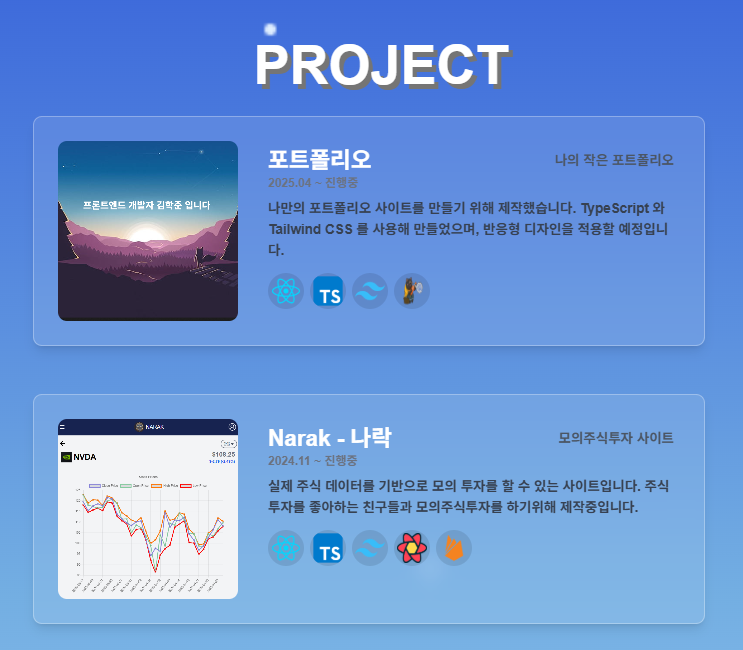 PROJECT
프론트엔드 개발자 김학준 입니다
포트폴리오
나의 작은 포트폴리오
2025.04 ~ 진행중
나만의 포트폴리오 사이트를 만들기 위해 제작했습니다. TypeScript 와
Tailwind CSS 를 사용해 만들었으며, 반응형 디자인을 적용할 예정입니
다.
TS
NARAK
NVDA
$108.25
Narak - 나락
모의주식투자 사이트
2024.11 ~ 진행중
실제 주식 데이터를 기반으로 모의 투자를 할 수 있는 사이트입니다. 주식
투자를 좋아하는 친구들과 모의주식투자를 하기위해 제작중입니다.
TS